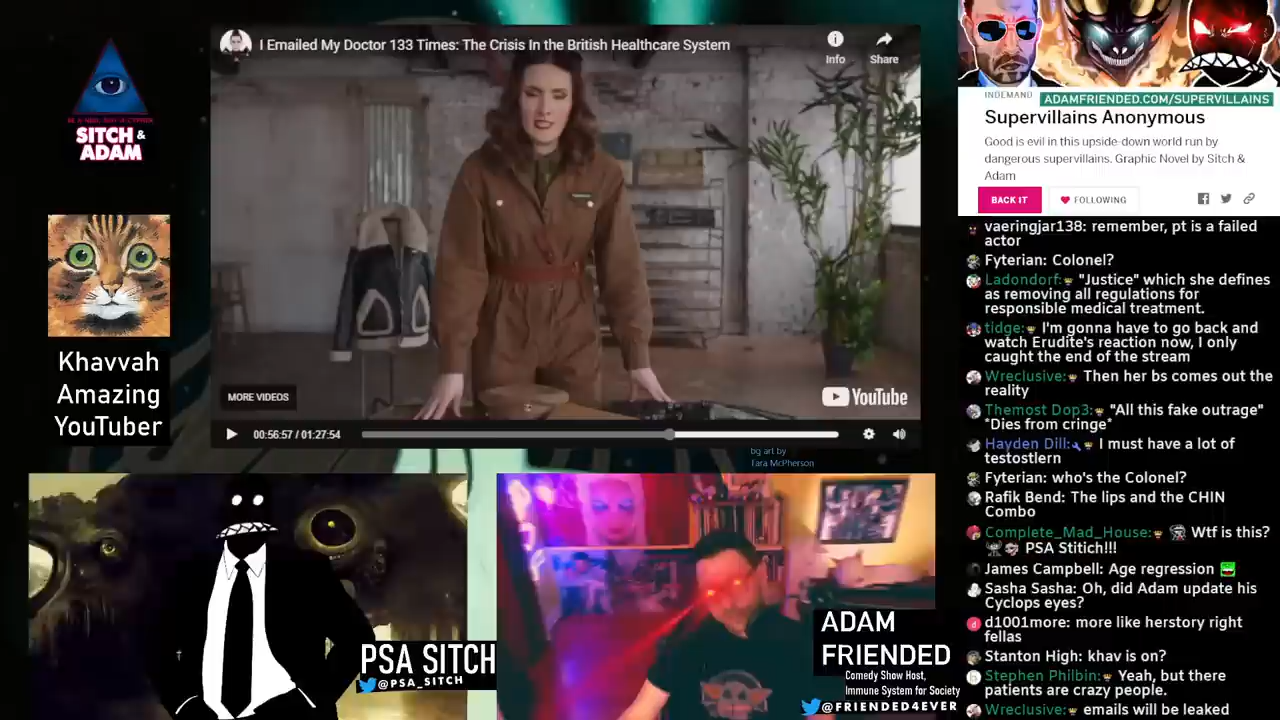 I Emailed My Doctor 133 Times: The Crisis In the British Healthcare System
Info
Share
SITCH &
ADAM
Khavvah
Amazing
YouTuber
MORE VIDEOS
YouTube
00:56:57 / 01:27:54
bg art by
Tara McPherson
PSA SITCH
@PSA_SITCH
ADAM
FRIENDED
Comedy Show Host,
Immune System for Society
@FRIENDED4EVER
INDEMAND
ADAMFRIENDED.COM/SUPERVILLAINS
Supervillains Anonymous
Good is evil in this upside-down world run by
dangerous supervillains. Graphic Novel by Sitch &
Adam
BACK IT
FOLLOWING
vaeringjar138: remember, pt is a failed
actor
Fyterian: Colonel?
Ladondorf: "Justice" which she defines
as removing all regulations for
responsible medical treatment.
tidge: I'm gonna have to go back and
watch Erudite's reaction now, I only
caught the end of the stream
Wreclusive: Then her bs comes out the
reality
Themost Dop3: "All this fake outrage"
*Dies from cringe*
Hayden Dill: I must have a lot of
testostlern
Fyterian: who's the Colonel?
Rafik Bend: The lips and the CHIN
Combo
Complete_Mad_House: Wtf is this?
PSA Stitich!!!
James Campbell: Age regression
Sasha Sasha: Oh, did Adam update his
Cyclops eyes?
d1001more: more like herstory right
fellas
Stanton High: khav is on?
Stephen Philbin: Yeah, but there
patients are crazy people.
Wreclusive: emails will be leaked